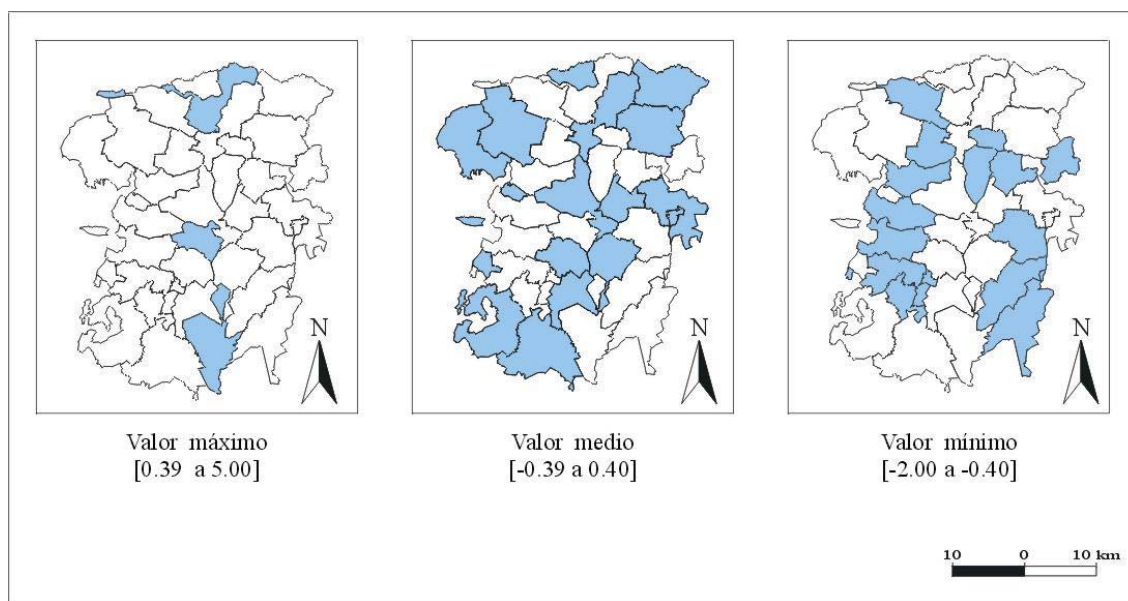 N
N
N
Valor máximo
[0.39 a 5.00]
Valor medio
[-0.39 a 0.40]
Valor mínimo
[-2.00 a -0.40]
10 0 10 km